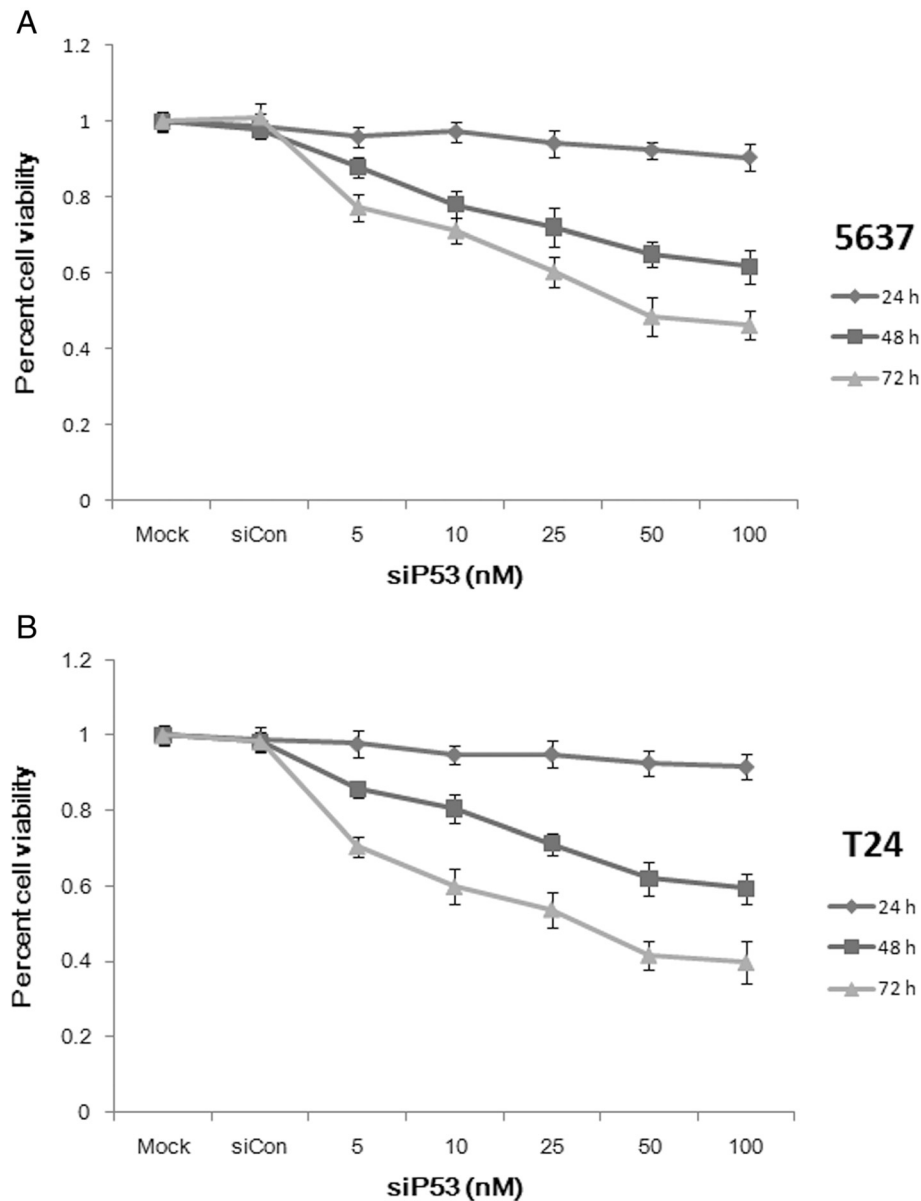 A
1.2
1
0.8
0.6
0.4
0.2
0
Percent cell viability
Mock siCon 5 10 25 50 100
siP53 (nM)
5637
24 h
48 h
72 h
B
1.2
1
0.8
0.6
0.4
0.2
0
Percent cell viability
Mock siCon 5 10 25 50 100
siP53 (nM)
T24
24 h
48 h
72 h